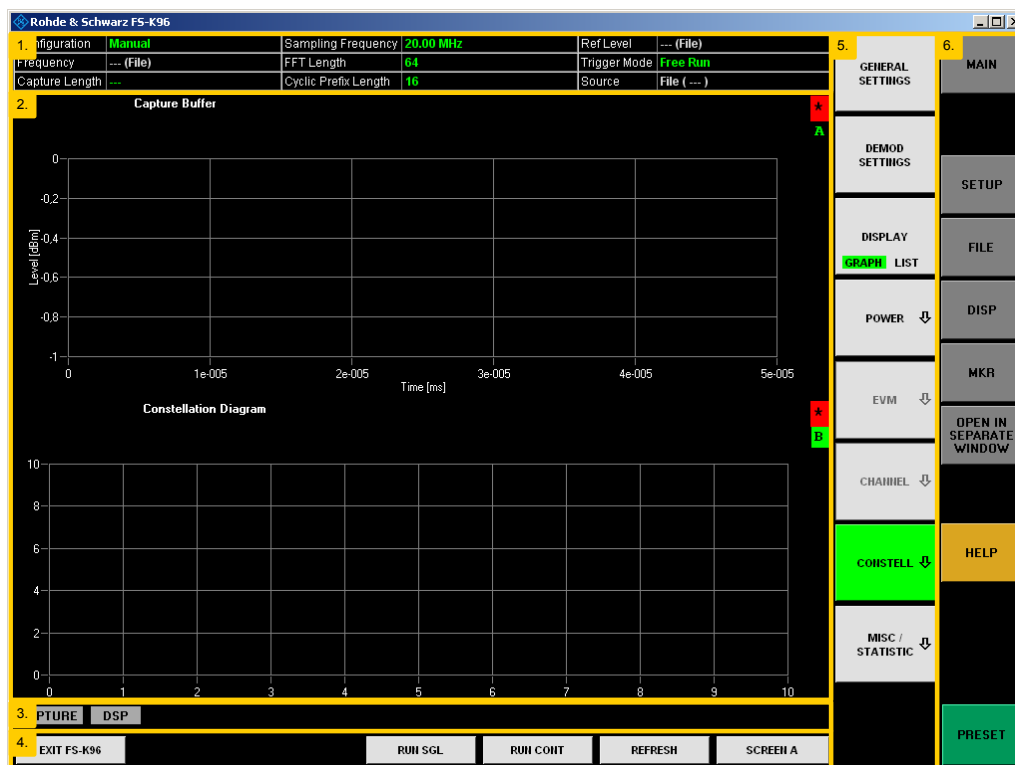 Rohde & Schwarz FS-K96
1. nfiguration Manual Sampling Frequency 20.00 MHz Ref Level --- (File)
Frequency --- (File) FFT Length 64 Trigger Mode Free Run
Capture Length --- Cyclic Prefix Length 16 Source File ( --- )
2. Capture Buffer
*
A
0
-0,2
-0,4
-0,6
-0,8
-1
Level [dBm]
0 1e-005 2e-005 3e-005 4e-005 5e-005
Time [ms]
Constellation Diagram
*
B
10
8
6
4
2
0
0 1 2 3 4 5 6 7 8 9 10
3. PTURE DSP
4. EXIT FS-K96 RUN SGL RUN CONT REFRESH SCREEN A
5.
GENERAL
SETTINGS
DEMOD
SETTINGS
DISPLAY
GRAPH LIST
POWER
EVM
CHANNEL
CONSTELL
MISC /
STATISTIC
6.
MAIN
SETUP
FILE
DISP
MKR
OPEN IN
SEPARATE
WINDOW
HELP
PRESET